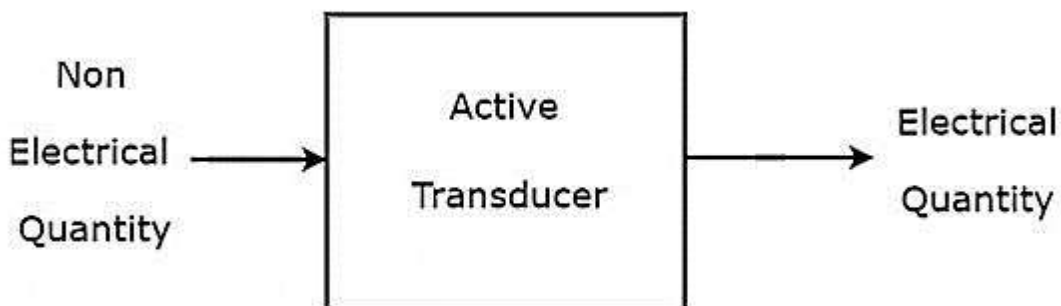 Non
Electrical
Quantity
Active
Transducer
Electrical
Quantity